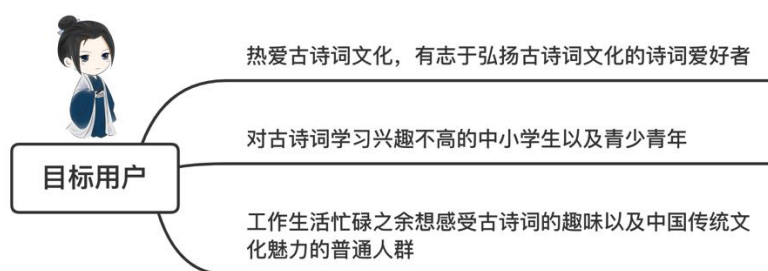 热爱古诗词文化，有志于弘扬古诗词文化的诗词爱好者
对古诗词学习兴趣不高的中小学生以及青少青年
目标用户
工作生活忙碌之余想感受古诗词的趣味以及中国传统文
化魅力的普通人群